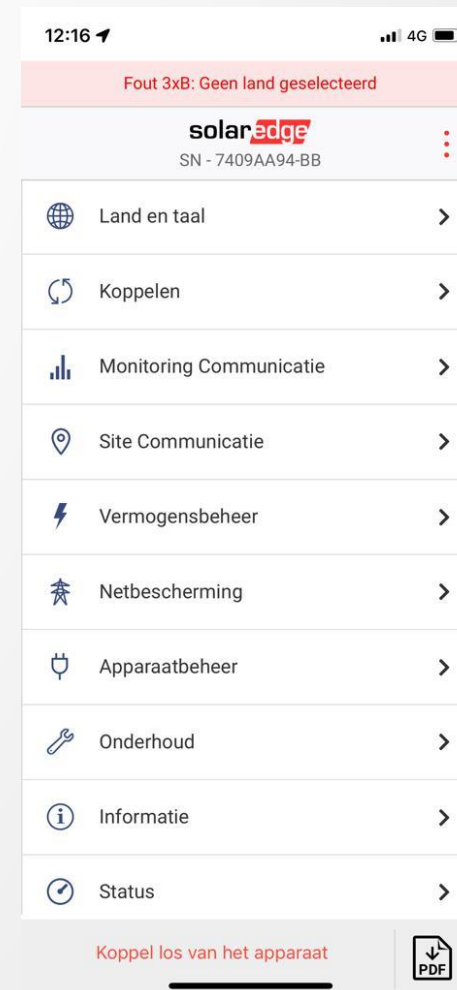 12:16
4G
Fout 3xB: Geen land geselecteerd
solaredge
SN - 7409AA94-BB
Land en taal
Koppelen
Monitoring Communicatie
Site Communicatie
Vermogensbeheer
Netbescherming
Apparaatbeheer
Onderhoud
Informatie
Status
Koppel los van het apparaat
PDF